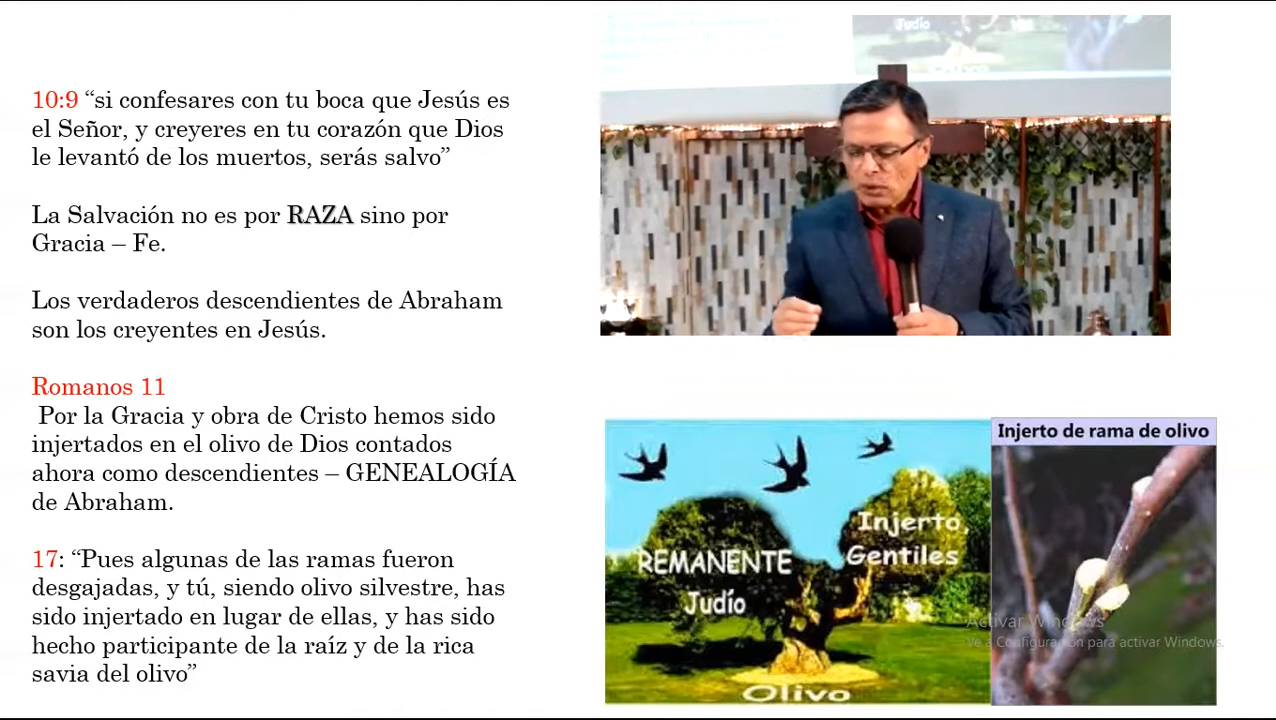 10:9 “si confesares con tu boca que Jesús es
el Señor, y creyeres en tu corazón que Dios
le levantó de los muertos, serás salvo”
La Salvación no es por RAZA sino por
Gracia – Fe.
Los verdaderos descendientes de Abraham
son los creyentes en Jesús.
Romanos 11
Por la Gracia y obra de Cristo hemos sido
injertados en el olivo de Dios contados
ahora como descendientes – GENEALOGÍA
de Abraham.
17: “Pues algunas de las ramas fueron
desgajadas, y tú, siendo olivo silvestre, has
sido injertado en lugar de ellas, y has sido
hecho participante de la raíz y de la rica
savia del olivo”
Judío
Olivo
Injerto de rama de olivo
Injerto,
Gentiles
REMANENTE
Judío
Olivo
Activar Windows
Ve a Configuración para activar Windows.